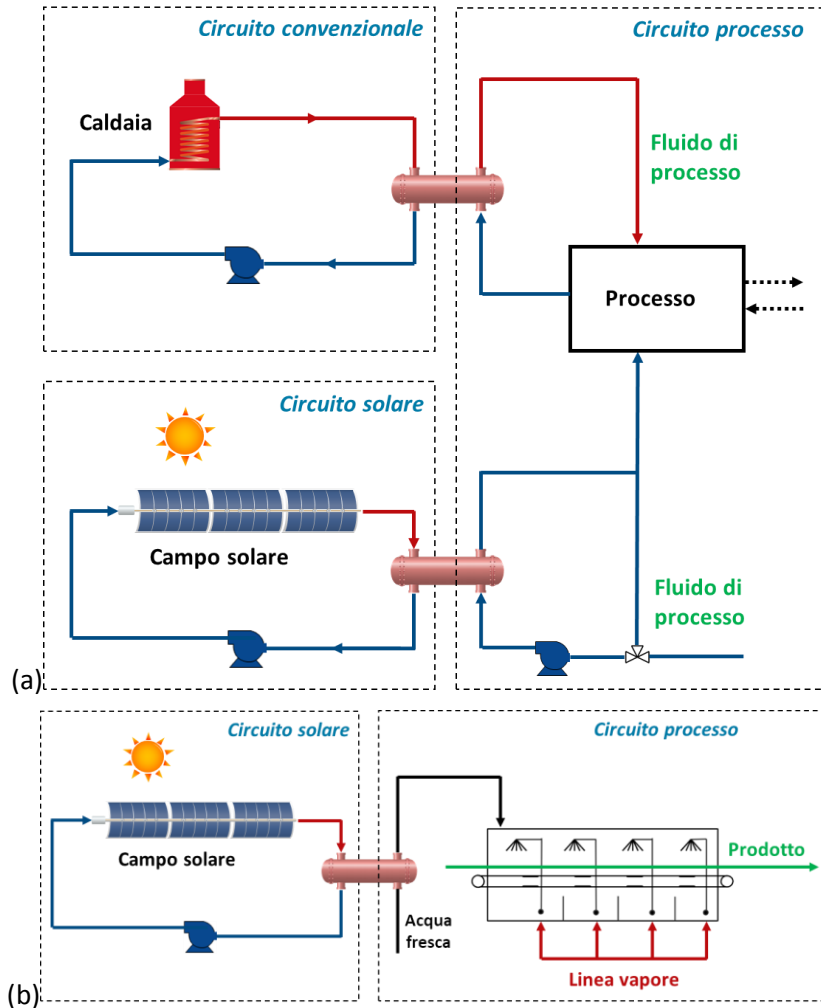 Circuito convenzionale
Circuito processo
Caldaia
Fluido di
processo
Processo
Circuito solare
Campo solare
Fluido di
processo
(a)
Circuito solare
Circuito processo
Campo solare
Prodotto
Acqua
fresca
Linea vapore
(b)